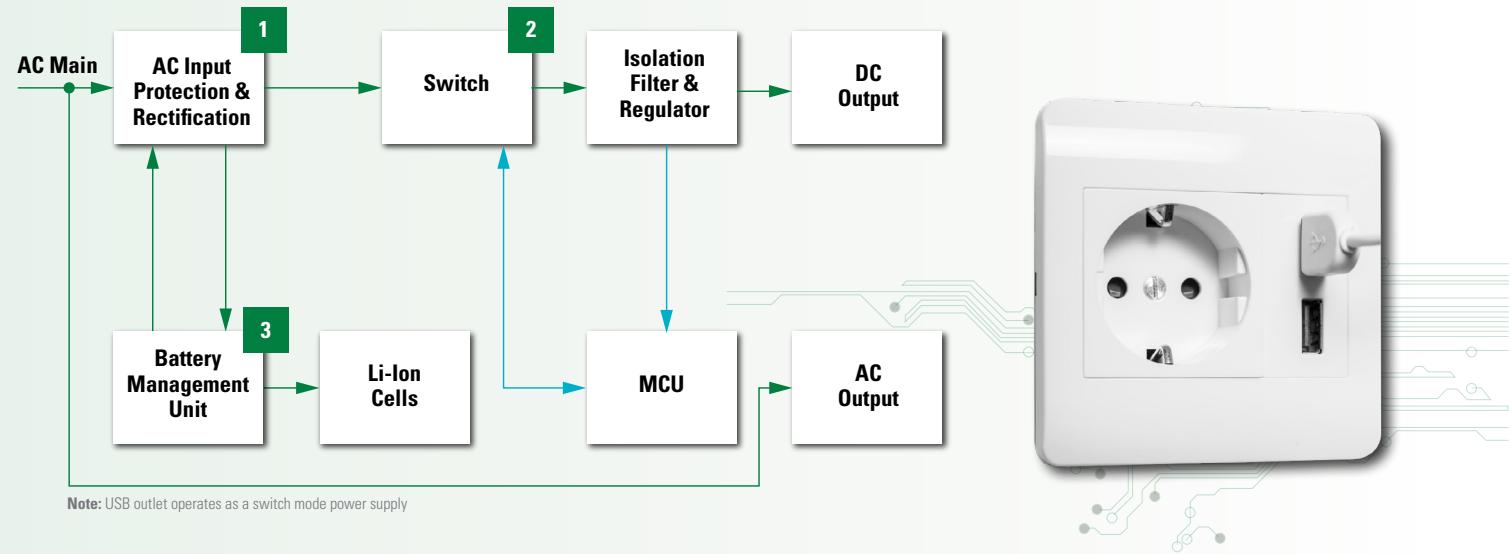 1
2
AC Main
AC Input
Protection &
Rectification
Switch
Isolation
Filter &
Regulator
DC
Output
3
Battery
Management
Unit
Li-Ion
Cells
MCU
AC
Output
Note: USB outlet operates as a switch mode power supply